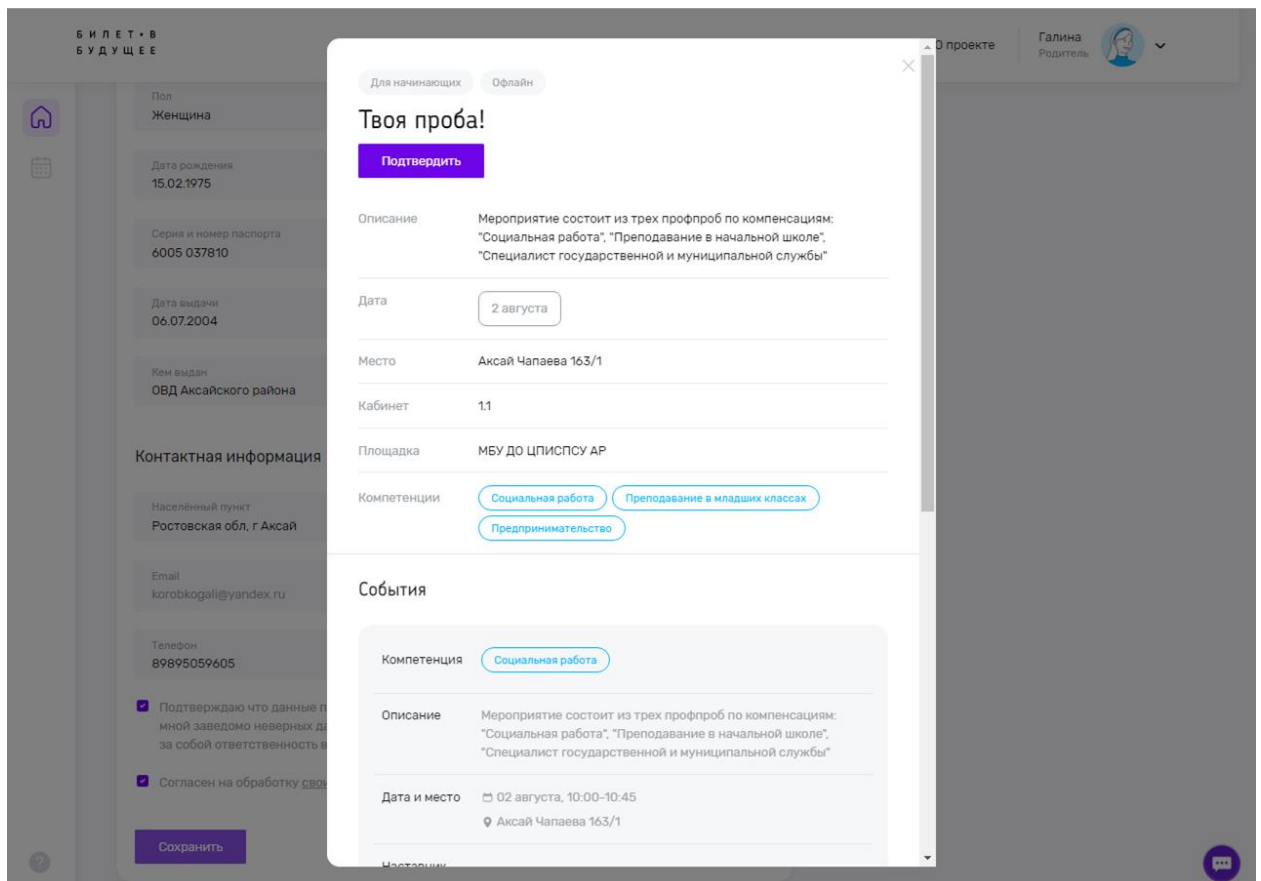 БИЛЕТ•В
БУДУЩЕЕ
О проекте
Галина
Родитель
Пол
Женщина
Дата рождения
15.02.1975
Серия и номер паспорта
6005 037810
Дата выдачи
06.07.2004
Кем выдан
ОВД Аксайского района
Контактная информация
Населённый пункт
Ростовская обл, г Аксай
Email
korobkogali@yandex.ru
Телефон
89895059605
Подтверждаю что данные п
мной заведомо неверных да
за собой ответственность в
Согласен на обработку свои
Сохранить
?
Для начинающих Офлайн
Твоя проба!
Подтвердить
Описание Мероприятие состоит из трех профпроб по компенсациям:
"Социальная работа", "Преподавание в начальной школе",
"Специалист государственной и муниципальной службы"
Дата 2 августа
Место Аксай Чапаева 163/1
Кабинет 1.1
Площадка МБУ ДО ЦПИСПСУ АР
Компетенции Социальная работа Преподавание в младших классах
Предпринимательство
События
Компетенция Социальная работа
Описание Мероприятие состоит из трех профпроб по компенсациям:
"Социальная работа", "Преподавание в начальной школе",
"Специалист государственной и муниципальной службы"
Дата и место 02 августа, 10:00-10:45
Аксай Чапаева 163/1
Наставник